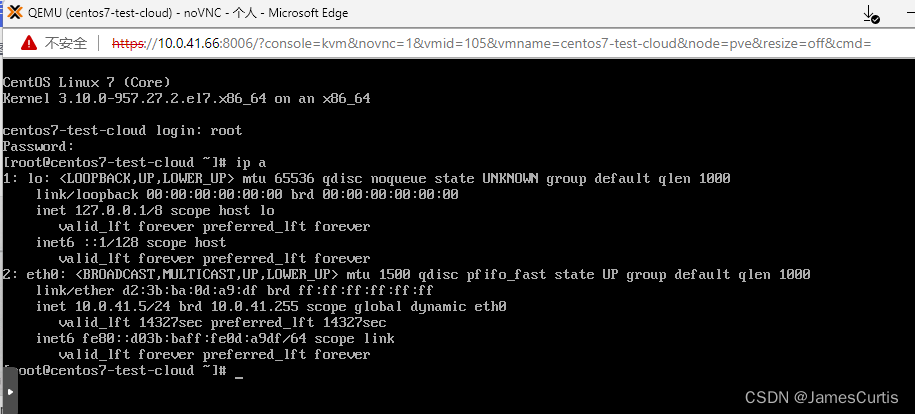 QEMU (centos7-test-cloud) - noVNC - 个人 - Microsoft Edge
不安全 https://10.0.41.66:8006/?console=kvm&novnc=1&vmid=105&vmname=centos7-test-cloud&node=pve&resize=off&cmd=
CentOS Linux 7 (Core)
Kernel 3.10.0-957.27.2.el7.x86_64 on an x86_64
centos7-test-cloud login: root
Password:
[root@centos7-test-cloud ~]# ip a
1: lo: <LOOPBACK,UP,LOWER_UP> mtu 65536 qdisc noqueue state UNKNOWN group default qlen 1000
    link/loopback 00:00:00:00:00:00 brd 00:00:00:00:00:00
    inet 127.0.0.1/8 scope host lo
       valid_lft forever preferred_lft forever
    inet6 ::1/128 scope host
       valid_lft forever preferred_lft forever
2: eth0: <BROADCAST,MULTICAST,UP,LOWER_UP> mtu 1500 qdisc pfifo_fast state UP group default qlen 1000
    link/ether d2:3b:ba:0d:a9:df brd ff:ff:ff:ff:ff:ff
    inet 10.0.41.5/24 brd 10.0.41.255 scope global dynamic eth0
       valid_lft 14327sec preferred_lft 14327sec
    inet6 fe80::d03b:baff:fe0d:a9df/64 scope link
       valid_lft forever preferred_lft forever
[root@centos7-test-cloud ~]# _
CSDN @JamesCurtis